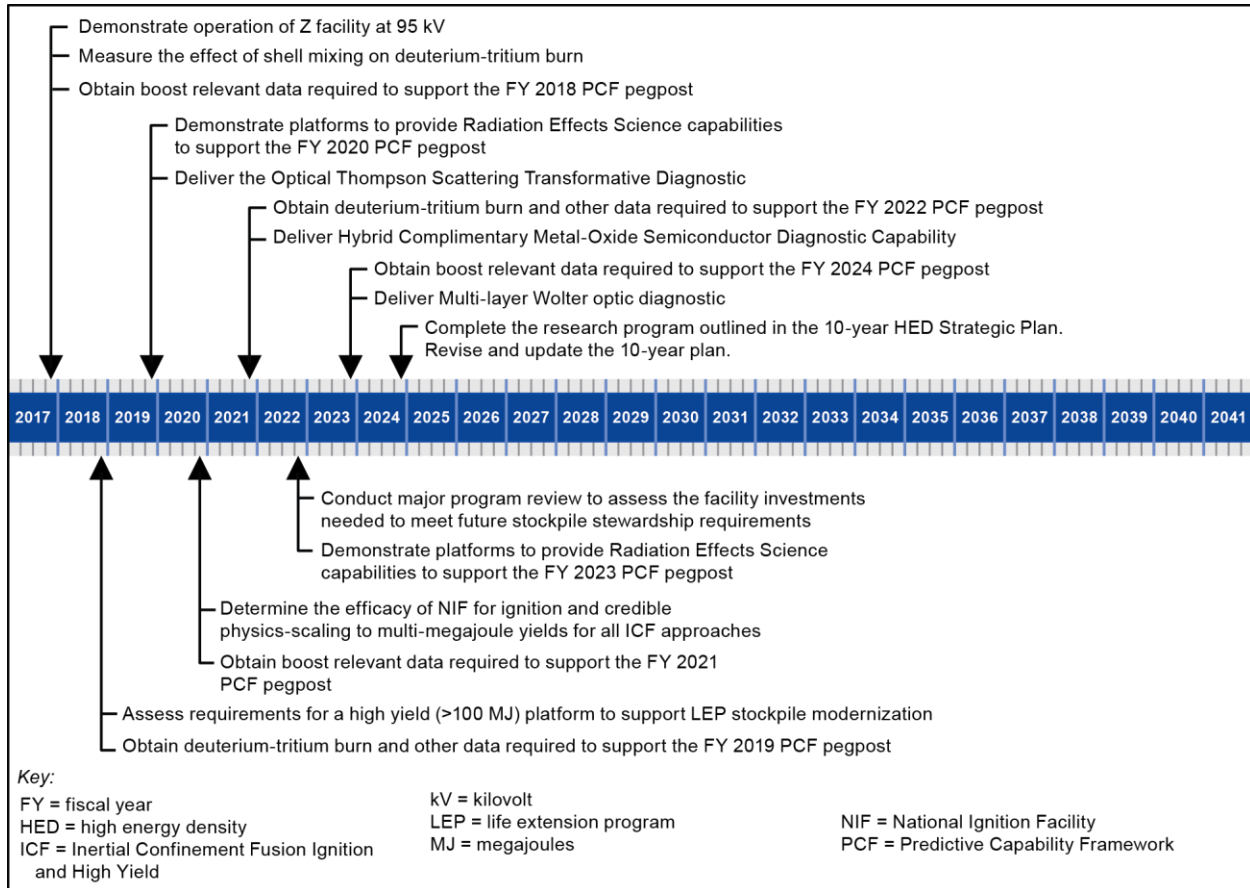 Demonstrate operation of Z facility at 95 kV
Measure the effect of shell mixing on deuterium-tritium burn
Obtain boost relevant data required to support the FY 2018 PCF pegpost
Demonstrate platforms to provide Radiation Effects Science capabilities
to support the FY 2020 PCF pegpost
Deliver the Optical Thompson Scattering Transformative Diagnostic
Obtain deuterium-tritium burn and other data required to support the FY 2022 PCF pegpost
Deliver Hybrid Complimentary Metal-Oxide Semiconductor Diagnostic Capability
Obtain boost relevant data required to support the FY 2024 PCF pegpost
Deliver Multi-layer Wolter optic diagnostic
Complete the research program outlined in the 10-year HED Strategic Plan.
Revise and update the 10-year plan.
2017 2018 2019 2020 2021 2022 2023 2024 2025 2026 2027 2028 2029 2030 2031 2032 2033 2034 2035 2036 2037 2038 2039 2040 2041
Conduct major program review to assess the facility investments
needed to meet future stockpile stewardship requirements
Demonstrate platforms to provide Radiation Effects Science
capabilities to support the FY 2023 PCF pegpost
Determine the efficacy of NIF for ignition and credible
physics-scaling to multi-megajoule yields for all ICF approaches
Obtain boost relevant data required to support the FY 2021
PCF pegpost
Assess requirements for a high yield (>100 MJ) platform to support LEP stockpile modernization
Obtain deuterium-tritium burn and other data required to support the FY 2019 PCF pegpost
Key:
FY = fiscal year
HED = high energy density
ICF = Inertial Confinement Fusion Ignition
and High Yield
kV = kilovolt
LEP = life extension program
MJ = megajoules
NIF = National Ignition Facility
PCF = Predictive Capability Framework